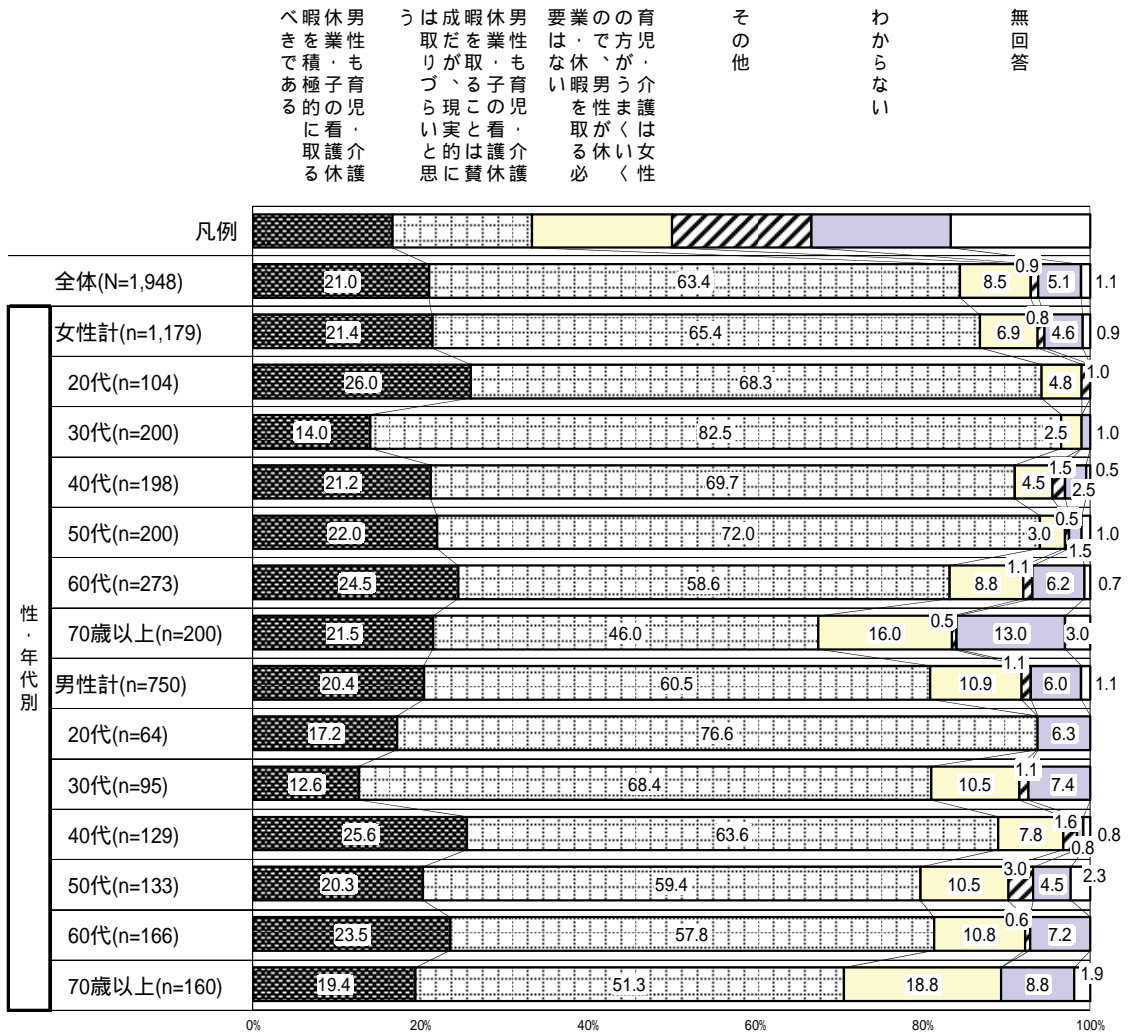 男性も育児・介護
休業・子の看護休
暇を積極的に取る
べきである
男性も育児・介護
休業・子の看護休
暇を取ることは賛
成だが、現実的に
は取りづらいと思
う
育児・介護は女性
の方がうまくいく
ので、男性が休
業・休暇を取る必
要はない
その他
わからない
無回答
凡例
全体(N=1,948) 21.0 63.4 8.5 0.9 5.1 1.1
性・年代別
女性計(n=1,179) 21.4 65.4 6.9 0.8 4.6 0.9
20代(n=104) 26.0 68.3 4.8 1.0
30代(n=200) 14.0 82.5 2.5 1.0
40代(n=198) 21.2 69.7 4.5 1.5 2.5 0.5
50代(n=200) 22.0 72.0 3.0 0.5 1.5 1.0
60代(n=273) 24.5 58.6 8.8 1.1 6.2 0.7
70歳以上(n=200) 21.5 46.0 16.0 0.5 13.0 3.0
男性計(n=750) 20.4 60.5 10.9 1.1 6.0 1.1
20代(n=64) 17.2 76.6 6.3
30代(n=95) 12.6 68.4 10.5 1.1 7.4
40代(n=129) 25.6 63.6 7.8 1.6 0.8 0.8
50代(n=133) 20.3 59.4 10.5 3.0 4.5 2.3
60代(n=166) 23.5 57.8 10.8 0.6 7.2
70歳以上(n=160) 19.4 51.3 18.8 8.8 1.9
0% 20% 40% 60% 80% 100%